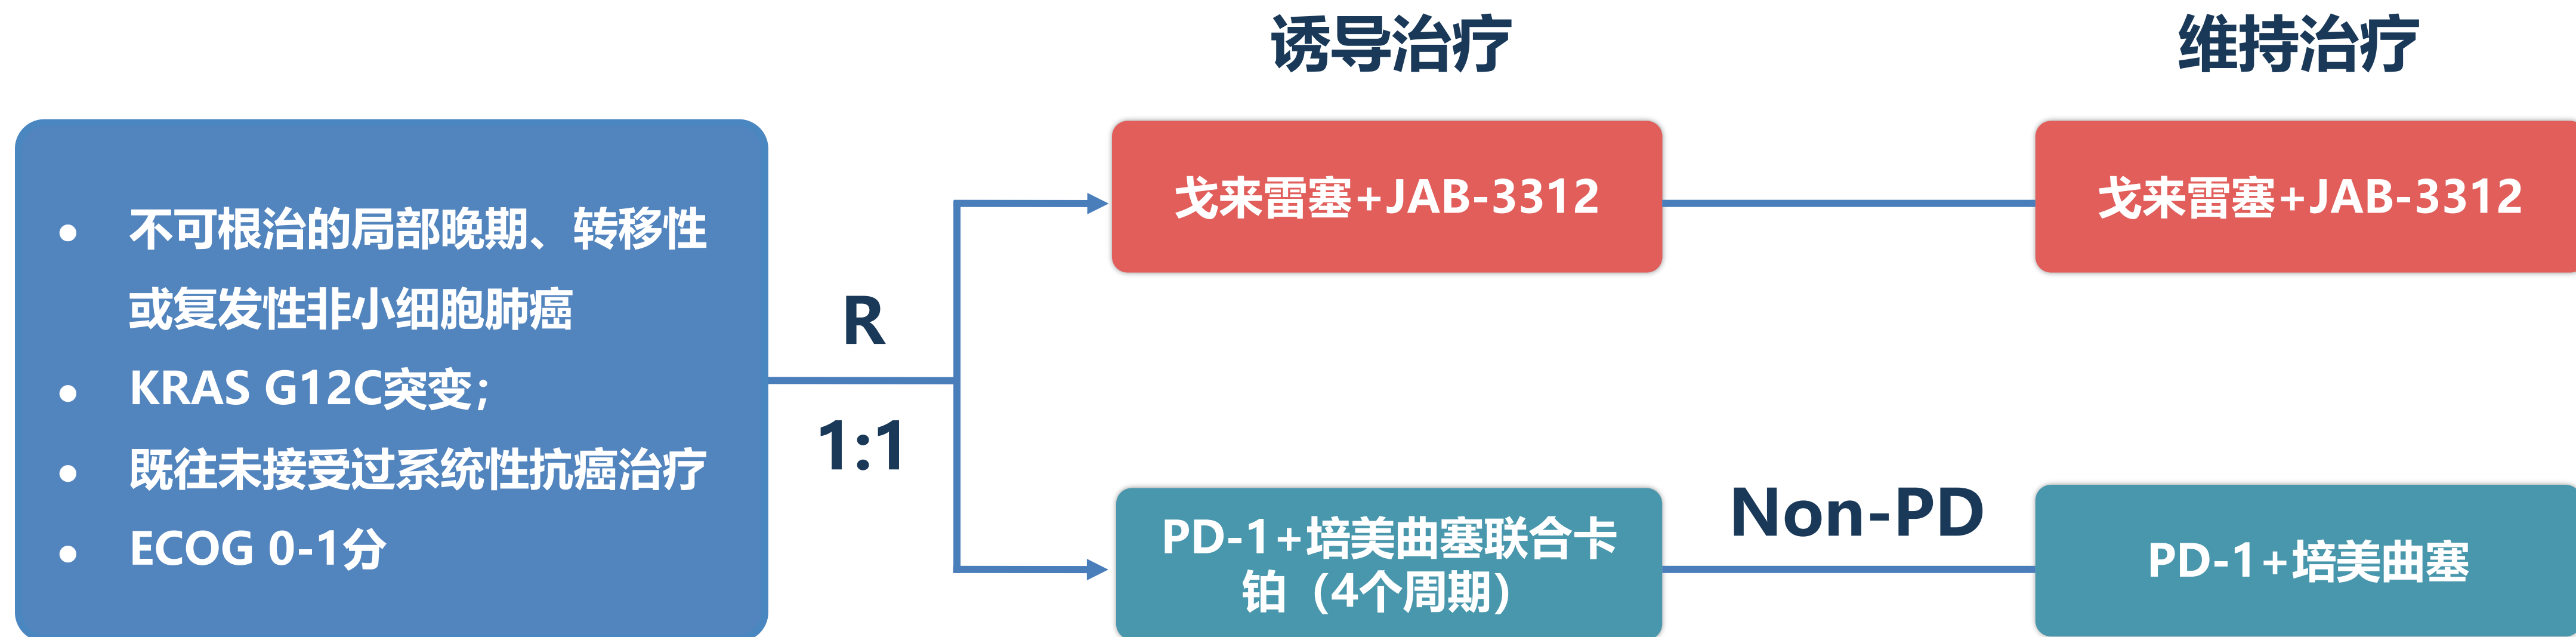 诱导治疗
维持治疗
• 不可根治的局部晚期、转移性
或复发性非小细胞肺癌
• KRAS G12C突变；
• 既往未接受过系统性抗癌治疗
• ECOG 0-1分
R
1:1
戈来雷塞+JAB-3312
戈来雷塞+JAB-3312
PD-1+培美曲塞联合卡
铂（4个周期）
Non-PD
PD-1+培美曲塞